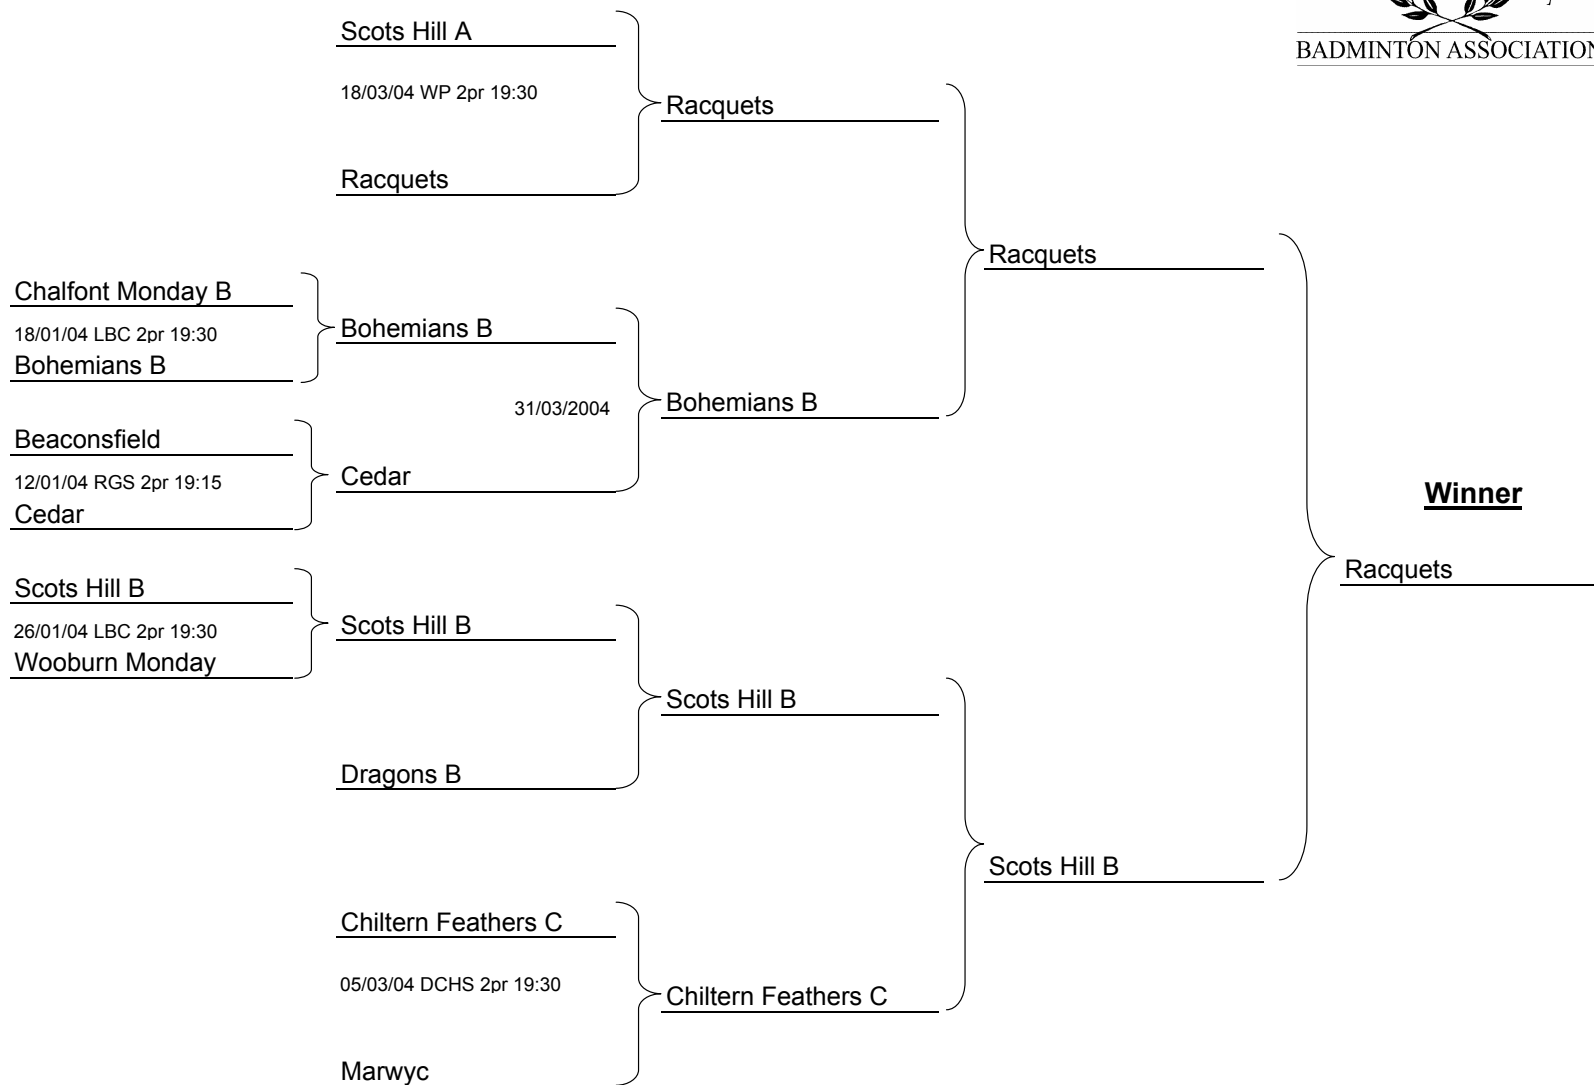 BADMINTON ASSOCIATION
Scots Hill A
18/03/04 WP 2pr 19:30
Racquets
Racquets
Racquets
Chalfont Monday B
18/01/04 LBC 2pr 19:30
Bohemians B
Bohemians B
31/03/2004
Bohemians B
Beaconsfield
12/01/04 RGS 2pr 19:15
Cedar
Cedar
Winner
Racquets
Scots Hill B
26/01/04 LBC 2pr 19:30
Wooburn Monday
Scots Hill B
Scots Hill B
Dragons B
Scots Hill B
Chiltern Feathers C
05/03/04 DCHS 2pr 19:30
Chiltern Feathers C
Marwyc